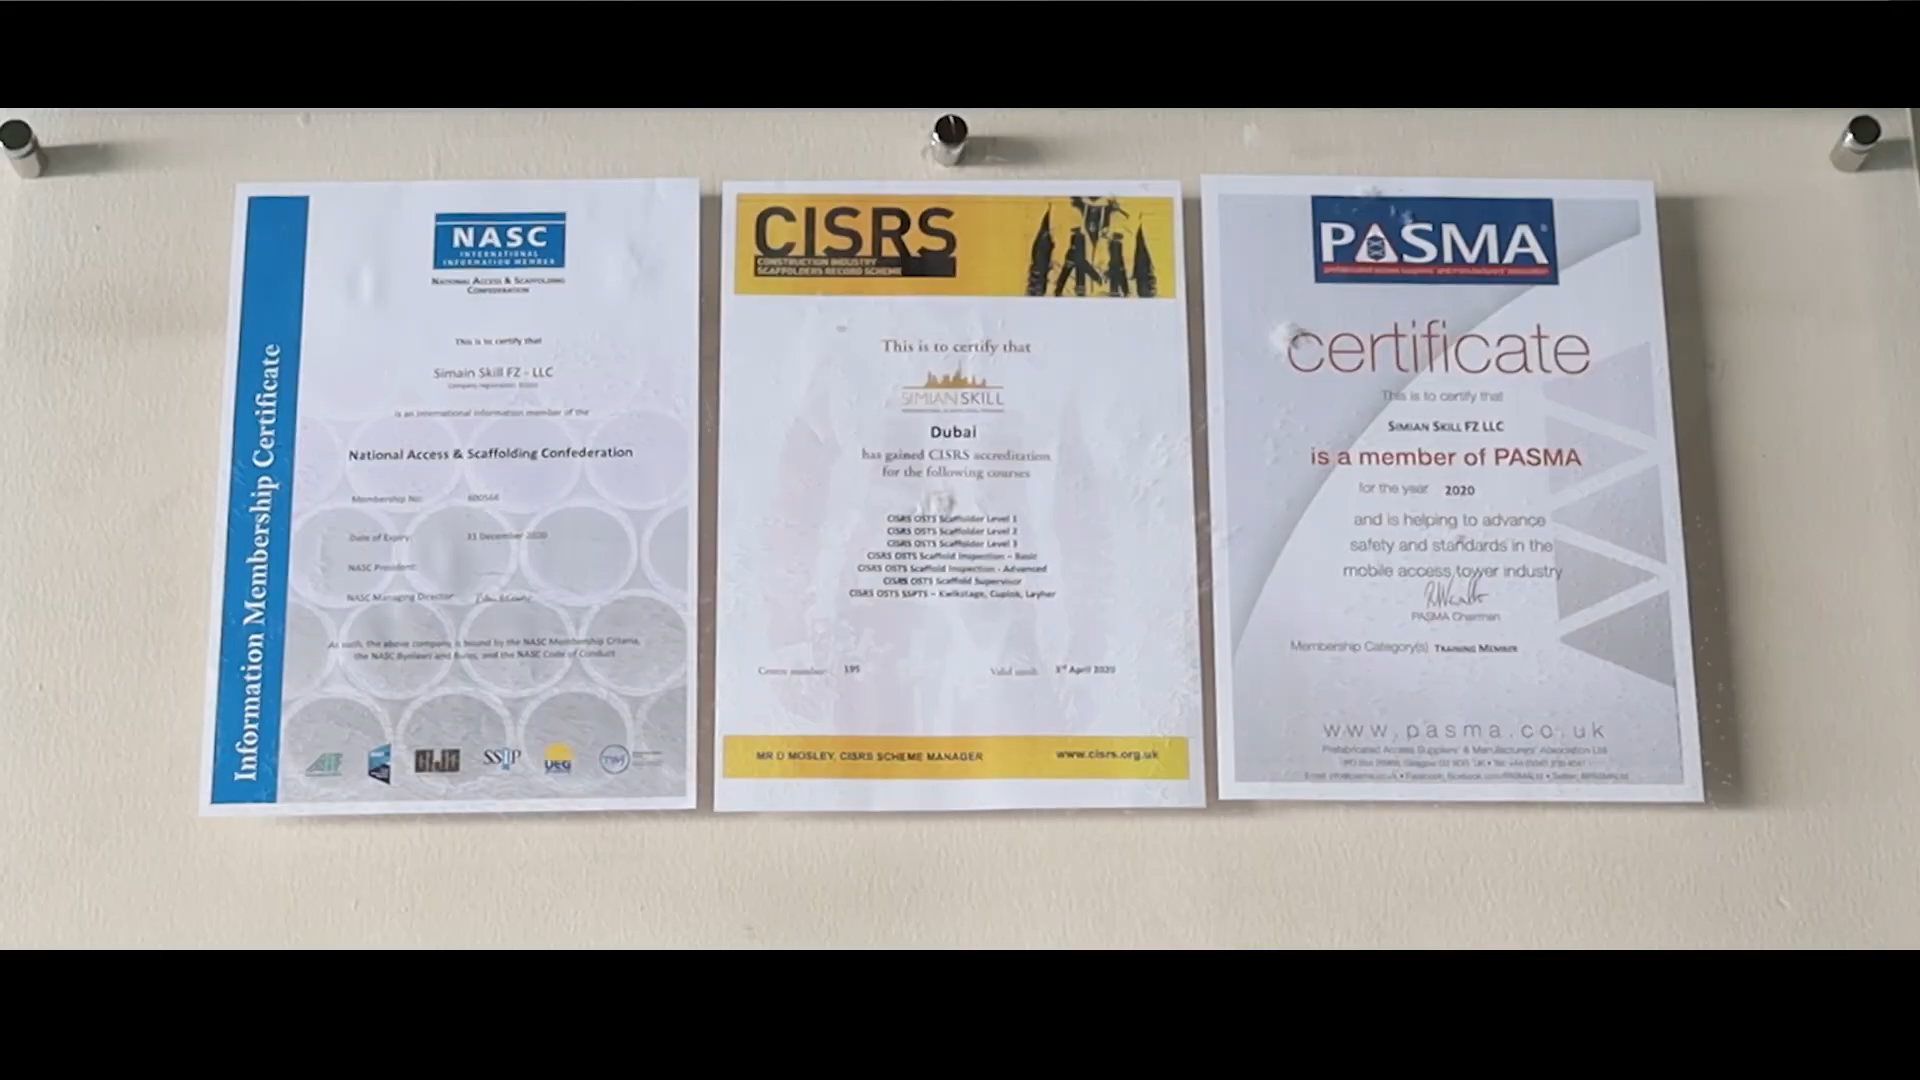 Information Membership Certificate
NASC
INTERNATIONAL
INFORMATION MEMBER
NATIONAL ACCESS & SCAFFOLDING
CONFEDERATION
This is to certify that
Simain Skill FZ - LLC
is an international information member of the
National Access & Scaffolding Confederation
Membership No:
Date of Expiry: 31 December 2020
NASC President:
NASC Managing Director:
As such, the above company is bound by the NASC Membership Criteria,
the NASC Byelaws and Rules, and the NASC Code of Conduct
SSIP
UEG
CISRS
CONSTRUCTION INDUSTRY
SCAFFOLDERS RECORD SCHEME
This is to certify that
SIMIAN SKILL
Dubai
has gained CISRS accreditation
for the following courses
CISRS OSTS Scaffolder Level 1
CISRS OSTS Scaffolder Level 2
CISRS OSTS Scaffolder Level 3
CISRS OSTS Scaffold Inspection – Basic
CISRS OSTS Scaffold Inspection - Advanced
CISRS OSTS Scaffold Supervisor
CISRS OSTS SSPTS – Kwikstage, Cuplok, Layher
Centre number: 195 Valid until: 3rd April 2020
MR D MOSLEY, CISRS SCHEME MANAGER www.cisrs.org.uk
PASMA
certificate
This is to certify that
SIMIAN SKILL FZ LLC
is a member of PASMA
for the year 2020
and is helping to advance
safety and standards in the
mobile access tower industry
PASMA Chairman
Membership Category(s) TRAINING MEMBER
www.pasma.co.uk
Prefabricated Access Suppliers' & Manufacturers' Association Ltd